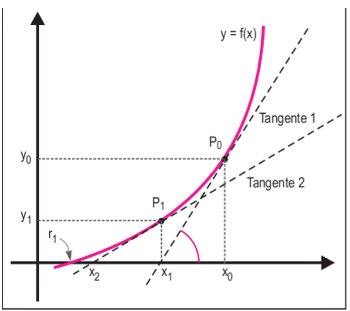 y = f(x)
Tangente 1
P₀
y₀
Tangente 2
P₁
y₁
r₁
x₂
x₁
x₀